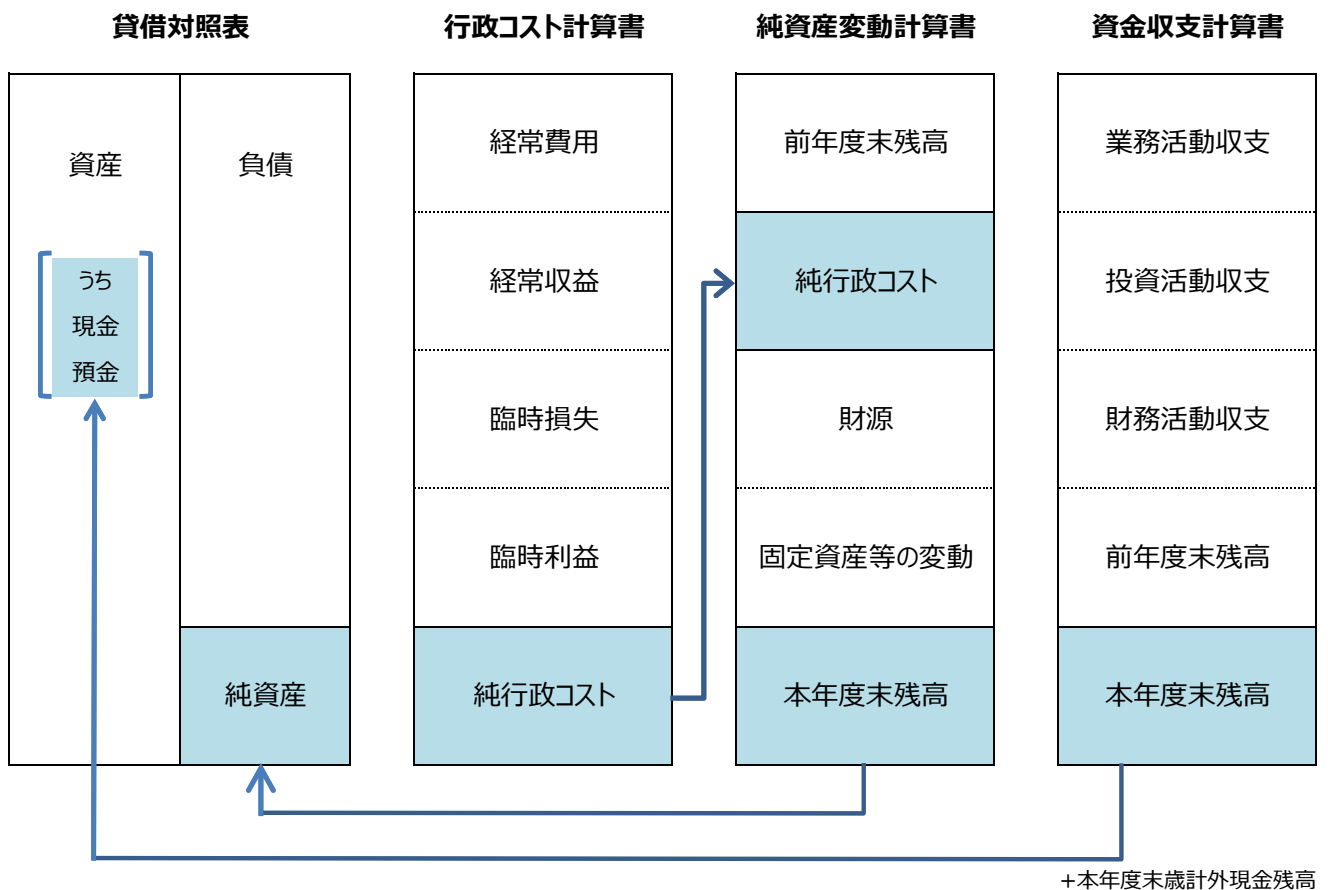 貸借対照表
資産
負債
うち
現金
預金
純資産
行政コスト計算書
経常費用
経常収益
臨時損失
臨時利益
純行政コスト
純資産変動計算書
前年度末残高
純行政コスト
財源
固定資産等の変動
本年度末残高
資金収支計算書
業務活動収支
投資活動収支
財務活動収支
前年度末残高
本年度末残高
+本年度末歳計外現金残高